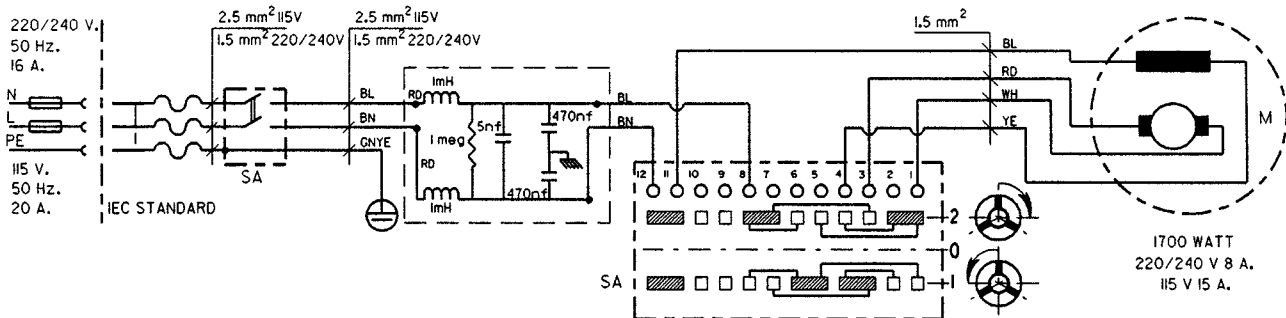 220/240 V.
50 Hz.
16 A.
N
L
PE
115 V.
50 Hz.
20 A.
IEC STANDARD
2.5 mm² 115V
1.5 mm² 220/240V
SA
2.5 mm² 115V
1.5 mm² 220/240V
BL
BN
GNYE
RD
1mH
1 meg
5nf
470nf
RD
1mH
470nf
BL
BN
12 11 10 9 8 7 6 5 4 3 2 1
2
0
1
SA
1.5 mm²
BL
RD
WH
YE
M
1700 WATT
220/240 V 8 A.
115 V 15 A.